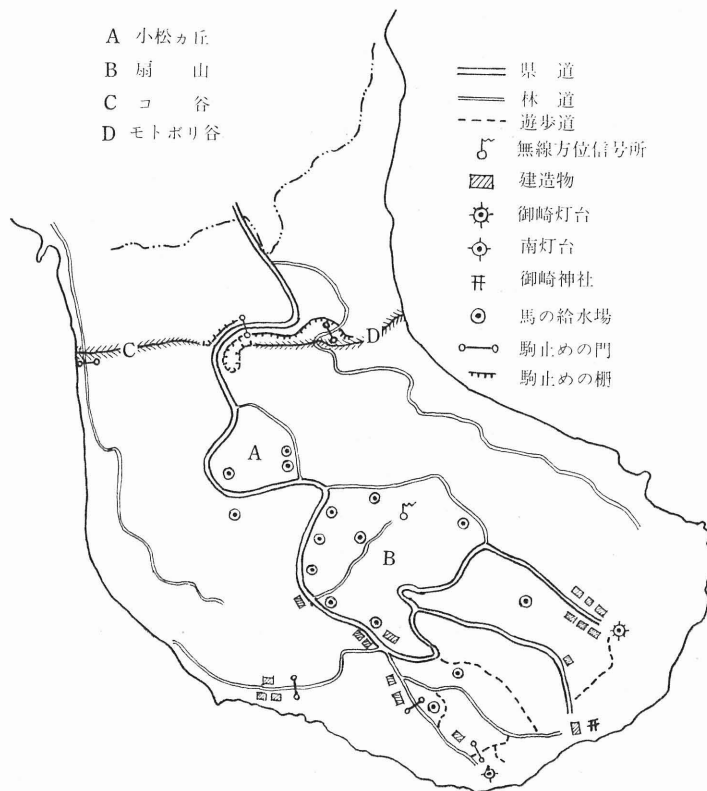 A 小松ヵ丘
B 扇山
C コ谷
D モトボリ谷
県道
林道
遊歩道
無線方位信号所
建造物
御崎灯台
南灯台
御崎神社
馬の給水場
駒止めの門
駒止めの柵
C
D
A
B